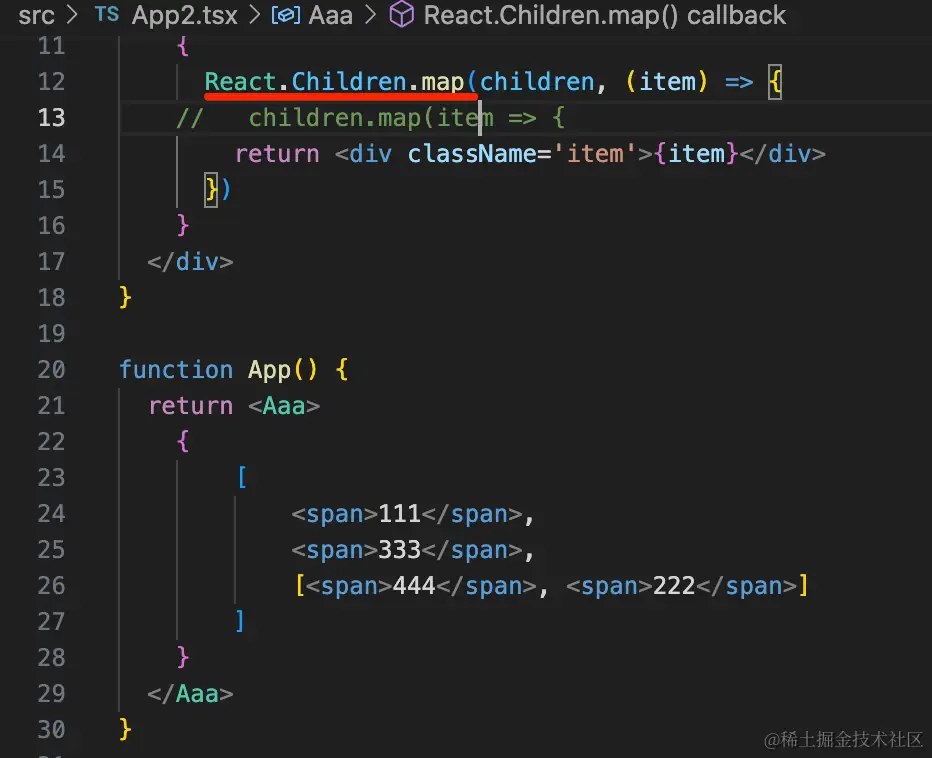 src > TS App2.tsx > Aaa > React.Children.map() callback
11 {
12 React.Children.map(children, (item) => {
13 // children.map(item => {
14 return <div className='item'>{item}</div>
15 })
16 }
17 </div>
18 }
19
20 function App() {
21 return <Aaa>
22 {
23 [
24 <span>111</span>,
25 <span>333</span>,
26 [<span>444</span>, <span>222</span>]
27 ]
28 }
29 </Aaa>
30 }
@稀土掘金技术社区